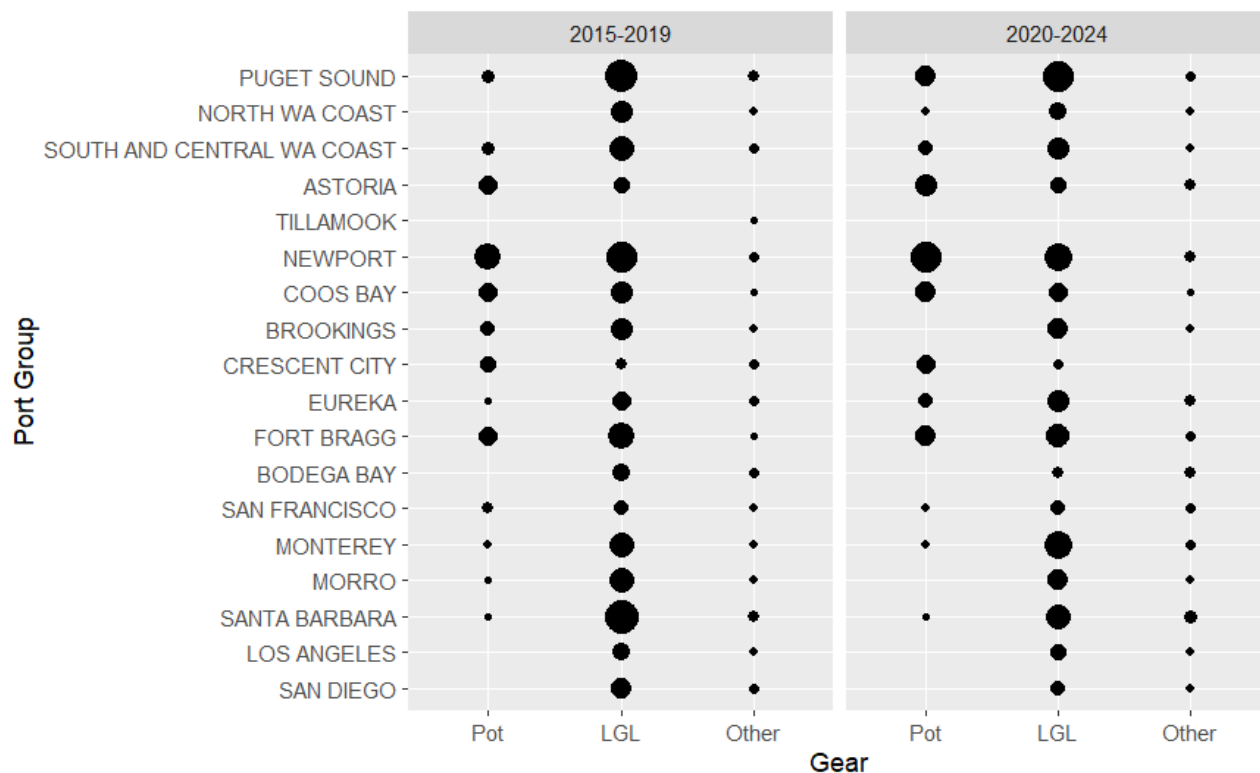 2015-2019
2020-2024
PUGET SOUND
NORTH WA COAST
SOUTH AND CENTRAL WA COAST
ASTORIA
TILLAMOOK
NEWPORT
COOS BAY
BROOKINGS
CRESCENT CITY
EUREKA
FORT BRAGG
BODEGA BAY
SAN FRANCISCO
MONTEREY
MORRO
SANTA BARBARA
LOS ANGELES
SAN DIEGO
Port Group
Pot LGL Other
Pot LGL Other
Gear